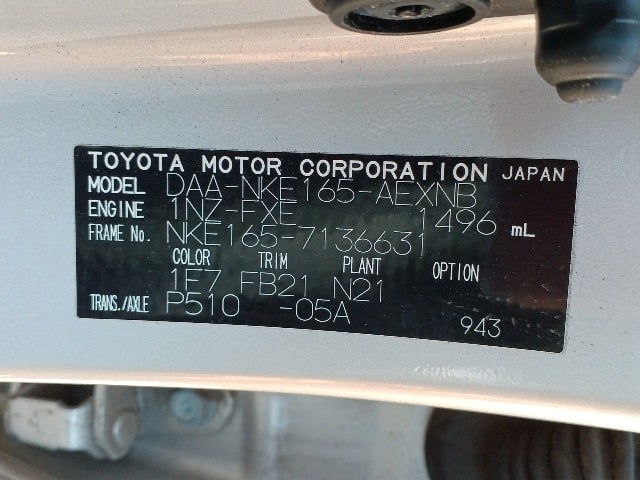 TOYOTA MOTOR CORPORATION JAPAN
MODEL DAA-NKE165-AEXNB
ENGINE 1NZ-FXE 1496 mL
FRAME No. NKE165-7136631
COLOR TRIM PLANT OPTION
1F7 FB21 N21
TRANS./AXLE P510 -05A 943